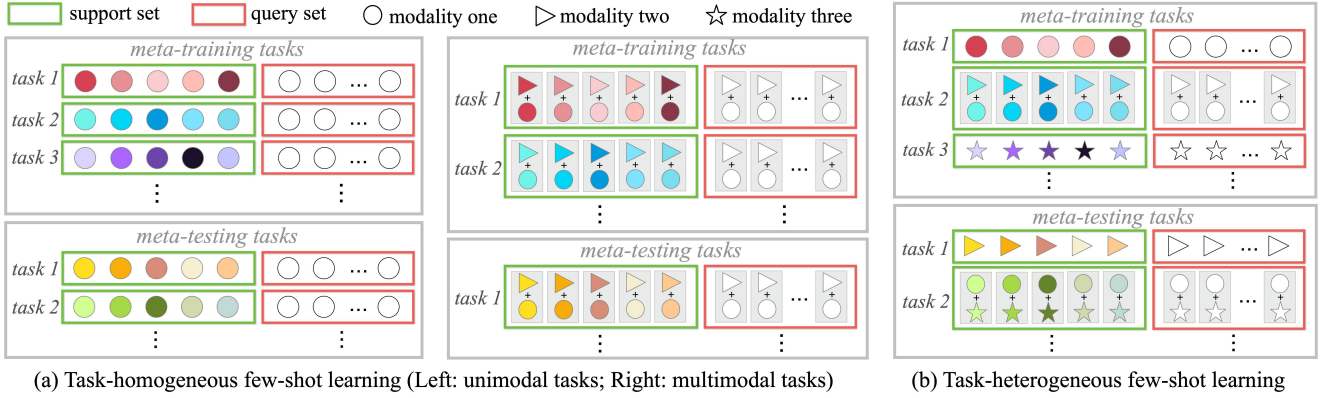 support set query set modality one modality two modality three
meta-training tasks
task 1
...
task 2
...
task 3
...
⋮ ⋮
meta-testing tasks
task 1
...
task 2
...
⋮ ⋮
meta-training tasks
task 1
+ + + + + + + ... +
task 2
+ + + + + + + ... +
⋮ ⋮
meta-testing tasks
task 1
+ + + + + + + ... +
⋮ ⋮
(a) Task-homogeneous few-shot learning (Left: unimodal tasks; Right: multimodal tasks)
meta-training tasks
task 1
...
task 2
+ + + + + + + ... +
task 3
...
⋮ ⋮
meta-testing tasks
task 1
...
task 2
+ + + + + + + ... +
⋮ ⋮
(b) Task-heterogeneous few-shot learning